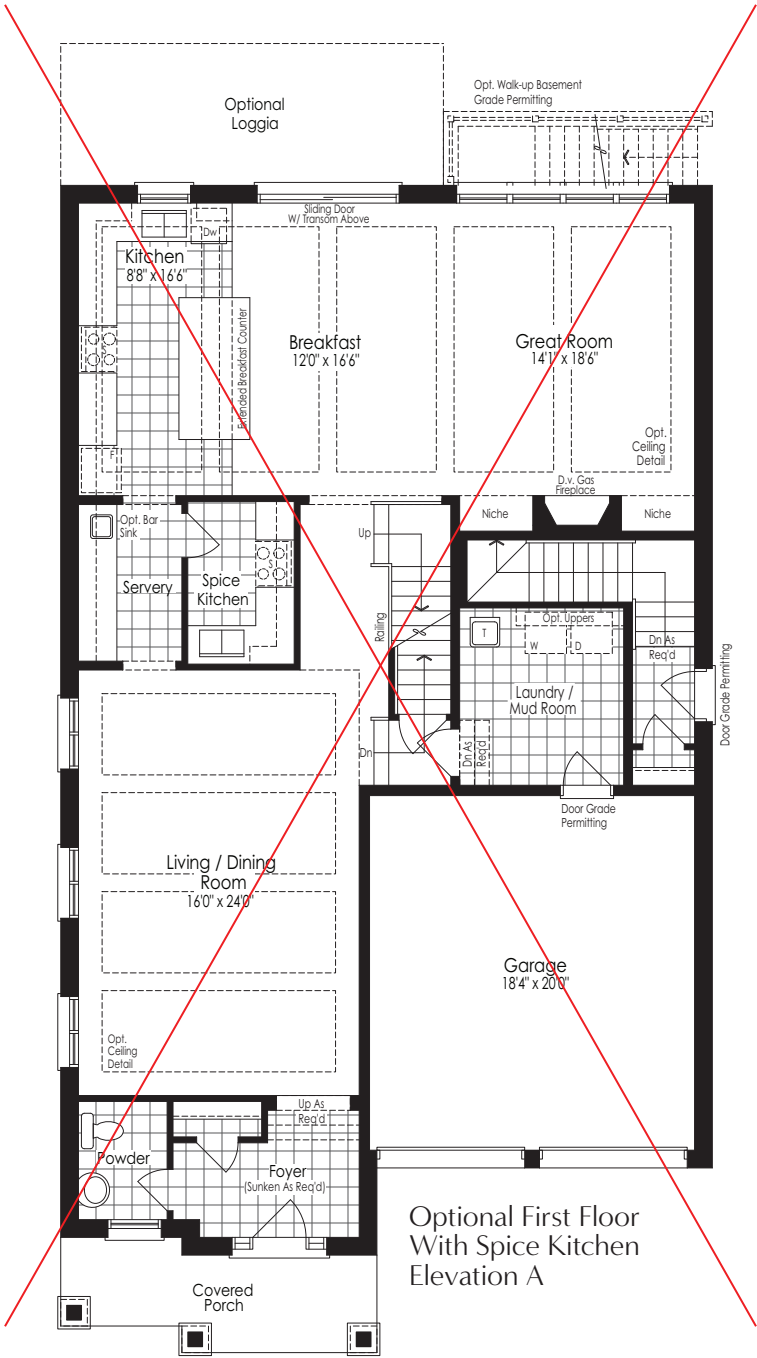 Opt. Walk-up Basement
Grade Permitting
Optional
Loggia
Sliding Door
W/ Transom Above
Dw
Kitchen
8'8" x 16'6"
Breakfast
12'0" x 16'6"
Great Room
14'1" x 18'6"
Extended Breakfast Counter
S
F
Opt.
Ceiling
Detail
D.v. Gas
Fireplace
Niche
Niche
Opt. Bar
Sink
Up
Servery
Spice
Kitchen
S
Railing
Opt. Uppers
T
W
D
Dn As
Req'd
Laundry /
Mud Room
Door Grade Permitting
Dn
Dn As
Req'd
Door Grade
Permitting
Living / Dining
Room
16'0" x 24'0"
Garage
18'4" x 20'0"
Opt.
Ceiling
Detail
Up As
Req'd
Powder
Foyer
(Sunken As Req'd)
Optional First Floor
With Spice Kitchen
Elevation A
Covered
Porch